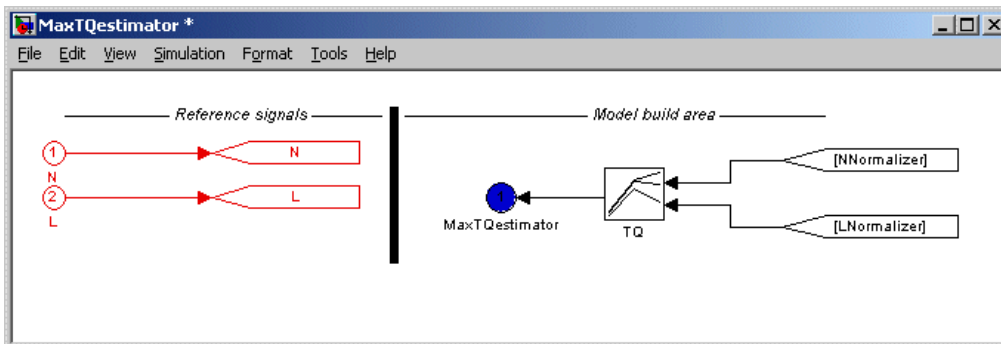 MaxTQestimator *
File Edit View Simulation Format Tools Help
Reference signals
Model build area
1
N
N
2
L
L
1
MaxTQestimator
TQ
[NNormalizer]
[LNormalizer]